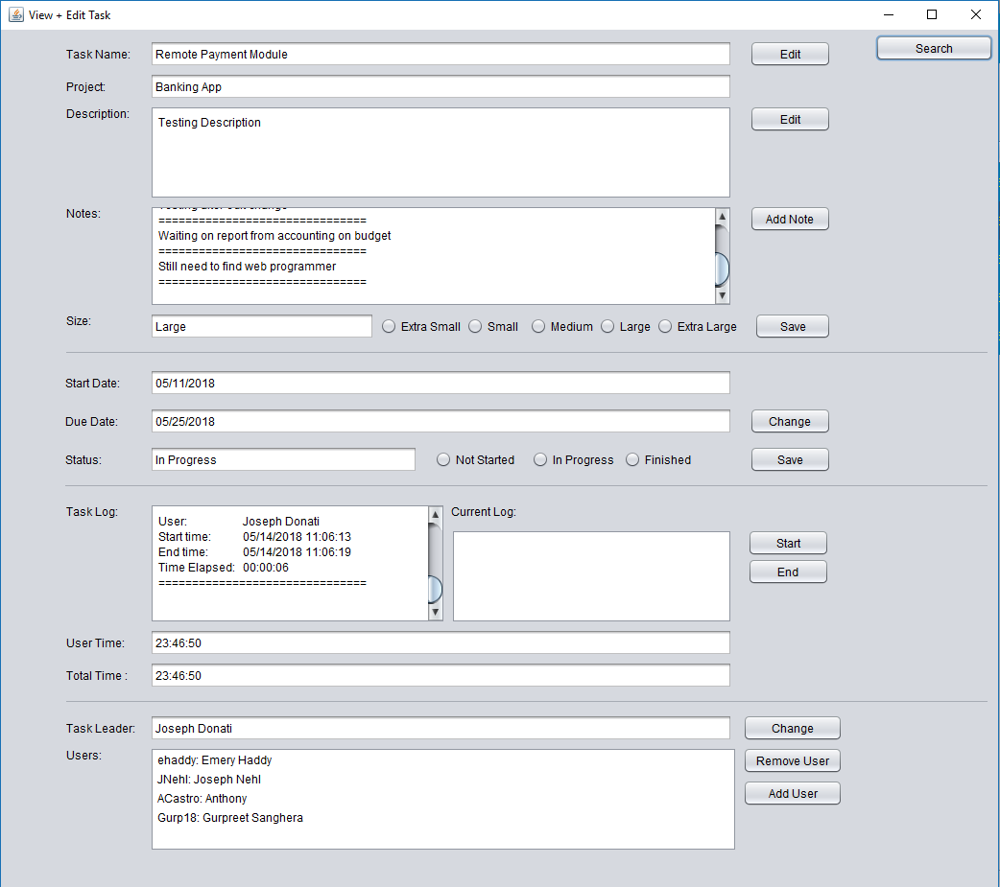 View + Edit Task
Search
Task Name: Remote Payment Module Edit
Project: Banking App
Description: Testing Description Edit
Notes: Add Note
===============================
Waiting on report from accounting on budget
===============================
Still need to find web programmer
===============================
Size: Large Extra Small Small Medium Large Extra Large Save
Start Date: 05/11/2018
Due Date: 05/25/2018 Change
Status: In Progress Not Started In Progress Finished Save
Task Log: Current Log:
User: Joseph Donati
Start time: 05/14/2018 11:06:13
End time: 05/14/2018 11:06:19
Time Elapsed: 00:00:06
===============================
Start
End
User Time: 23:46:50
Total Time : 23:46:50
Task Leader: Joseph Donati Change
Users:
ehaddy: Emery Haddy
JNehl: Joseph Nehl
ACastro: Anthony
Gurp18: Gurpreet Sanghera
Remove User
Add User